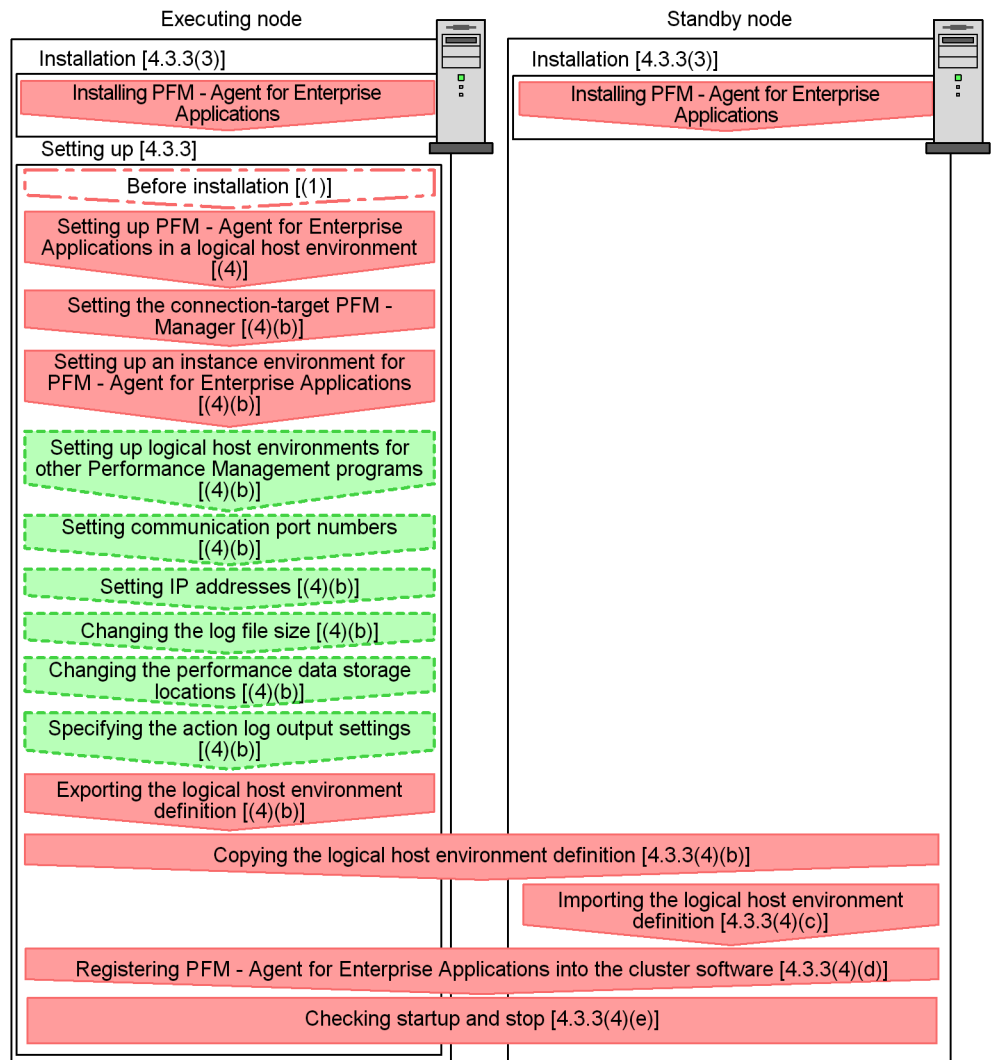 Executing node
Standby node
Installation [4.3.3(3)]
Installation [4.3.3(3)]
Installing PFM - Agent for Enterprise
Applications
Installing PFM - Agent for Enterprise
Applications
Setting up [4.3.3]
Before installation [(1)]
Setting up PFM - Agent for Enterprise
Applications in a logical host environment
[(4)]
Setting the connection-target PFM -
Manager [(4)(b)]
Setting up an instance environment for
PFM - Agent for Enterprise Applications
[(4)(b)]
Setting up logical host environments for
other Performance Management programs
[(4)(b)]
Setting communication port numbers
[(4)(b)]
Setting IP addresses [(4)(b)]
Changing the log file size [(4)(b)]
Changing the performance data storage
locations [(4)(b)]
Specifying the action log output settings
[(4)(b)]
Exporting the logical host environment
definition [(4)(b)]
Copying the logical host environment definition [4.3.3(4)(b)]
Importing the logical host environment
definition [4.3.3(4)(c)]
Registering PFM - Agent for Enterprise Applications into the cluster software [4.3.3(4)(d)]
Checking startup and stop [4.3.3(4)(e)]